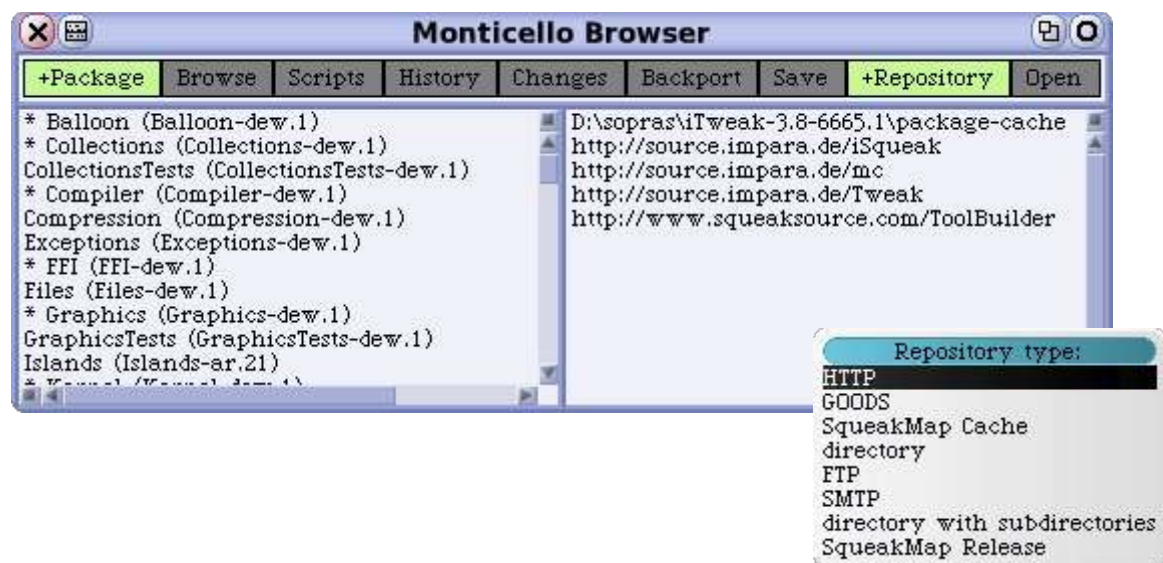 Monticello Browser
+Package Browse Scripts History Changes Backport Save +Repository Open
* Balloon (Balloon-dew.1)
* Collections (Collections-dew.1)
CollectionsTests (CollectionsTests-dew.1)
* Compiler (Compiler-dew.1)
Compression (Compression-dew.1)
Exceptions (Exceptions-dew.1)
* FFI (FFI-dew.1)
Files (Files-dew.1)
* Graphics (Graphics-dew.1)
GraphicsTests (GraphicsTests-dew.1)
Islands (Islands-ar.21)
* Kernel (Kernel-dew.1)
D:\sopras\iTweak-3.8-6665.1\package-cache
http://source.impara.de/iSqueak
http://source.impara.de/mc
http://source.impara.de/Tweak
http://www.squeaksource.com/ToolBuilder
Repository type:
HTTP
GOODS
SqueakMap Cache
directory
FTP
SMTP
directory with subdirectories
SqueakMap Release